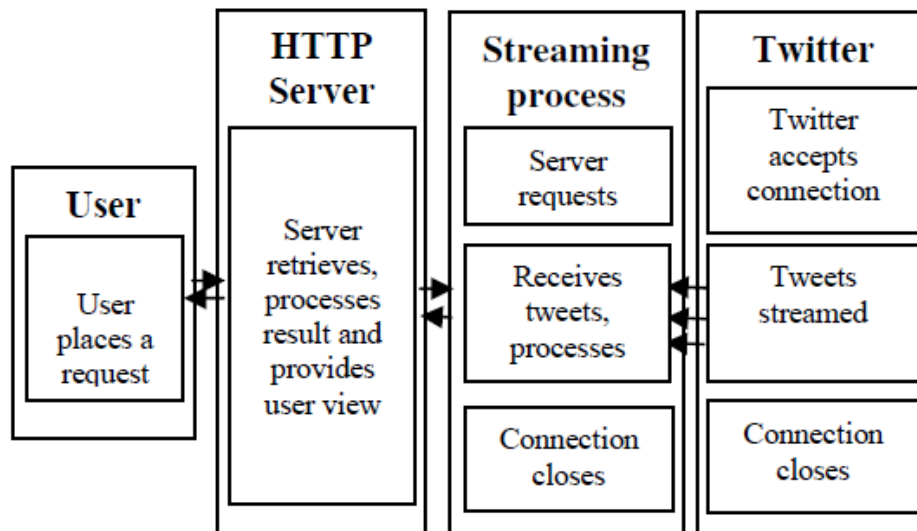 User
User
places a
request
HTTP
Server
Server
retrieves,
processes
result and
provides
user view
Streaming
process
Server
requests
Receives
tweets,
processes
Connection
closes
Twitter
Twitter
accepts
connection
Tweets
streamed
Connection
closes